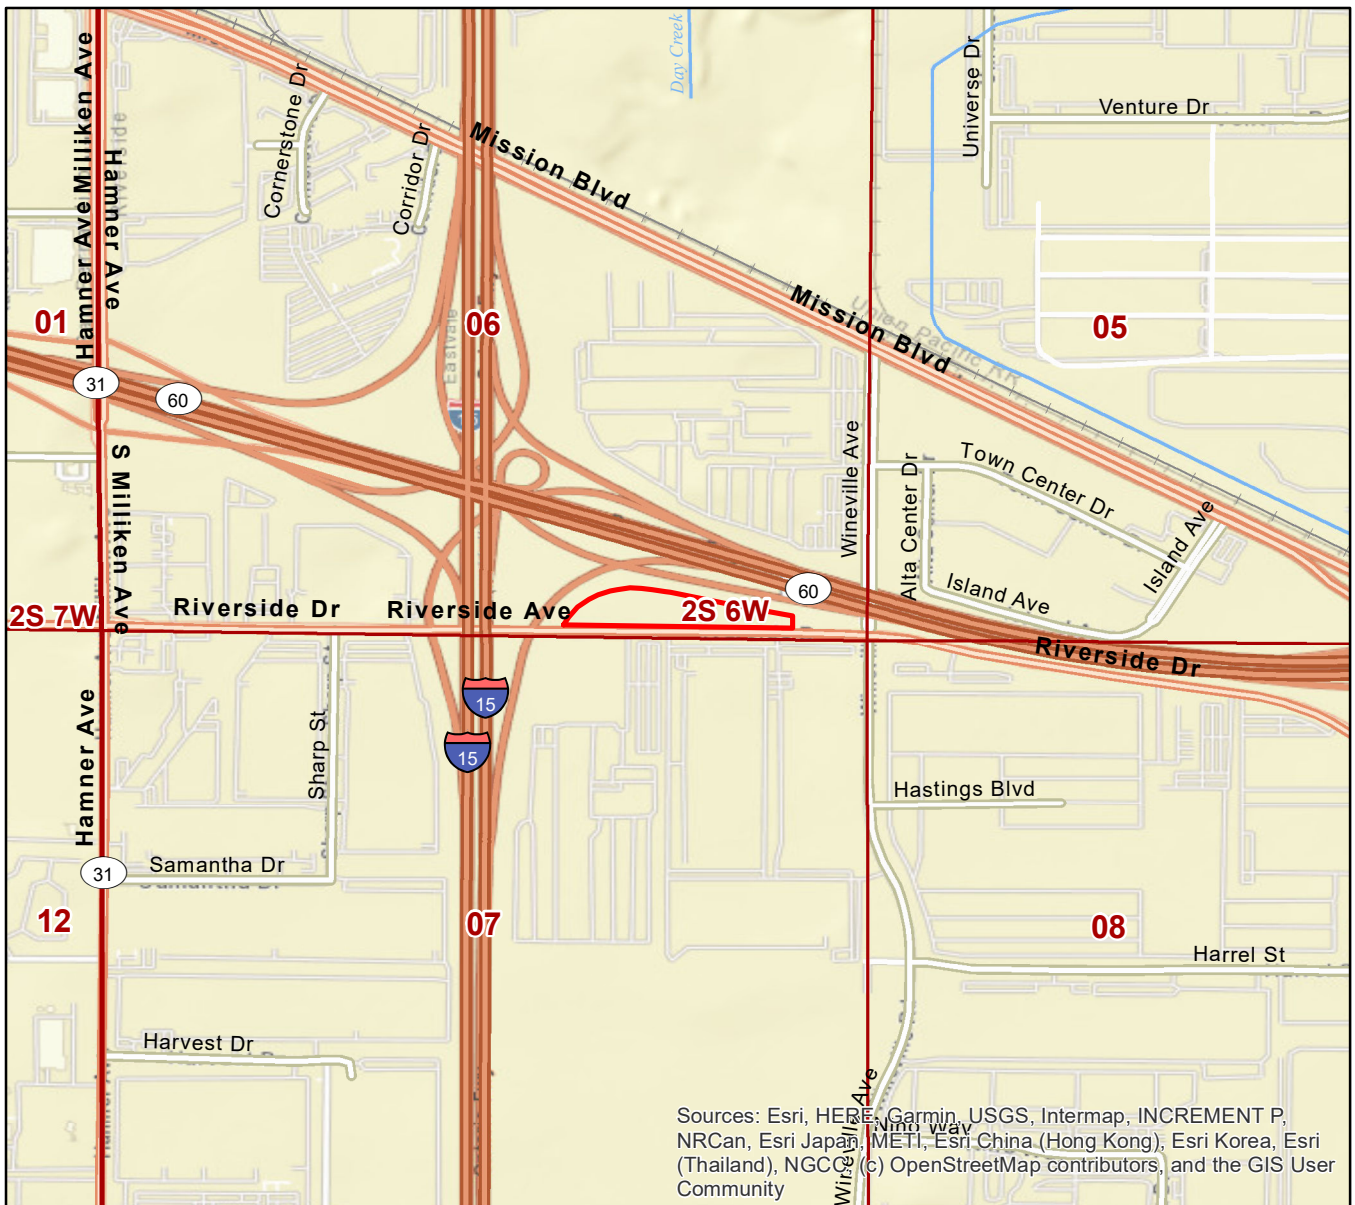 Hamner Ave Milliken Ave
Hamner Ave
Cornerstone Dr
Corridor Dr
Mission Blvd
Day Creek
Universe Dr
Venture Dr
01
06
05
Mission Blvd
Union Pacific RR
Eastvale
31
60
S Milliken Ave
Wineville Ave
Alta Center Dr
Town Center Dr
Island Ave
Island Ave
60
2S 7W
Riverside Dr
Riverside Ave
2S 6W
Riverside Dr
15
15
Hamner Ave
Sharp St
Hastings Blvd
31
Samantha Dr
Samantha Dr
12
07
08
Harrel St
Harvest Dr
Wineville Ave
Nino Way
Sources: Esri, HERE, Garmin, USGS, Intermap, INCREMENT P,
NRCan, Esri Japan, METI, Esri China (Hong Kong), Esri Korea, Esri
(Thailand), NGCC, (c) OpenStreetMap contributors, and the GIS User
Community